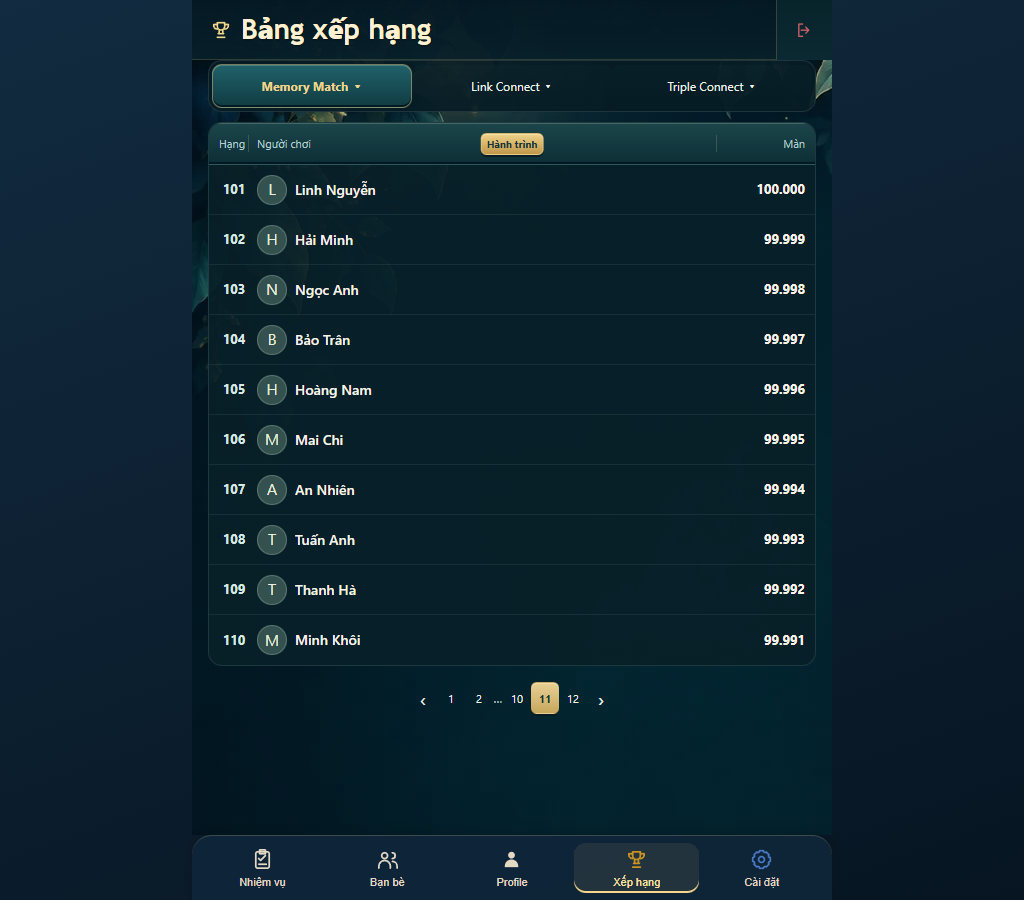 Bảng xếp hạng
Memory Match Link Connect Triple Connect
Hạng Người chơi Hành trình Màn
101 L Linh Nguyễn 100.000
102 H Hải Minh 99.999
103 N Ngọc Anh 99.998
104 B Bảo Trân 99.997
105 H Hoàng Nam 99.996
106 M Mai Chi 99.995
107 A An Nhiên 99.994
108 T Tuấn Anh 99.993
109 T Thanh Hà 99.992
110 M Minh Khôi 99.991
‹ 1 2 ... 10 11 12 ›
Nhiệm vụ Bạn bè Profile Xếp hạng Cài đặt